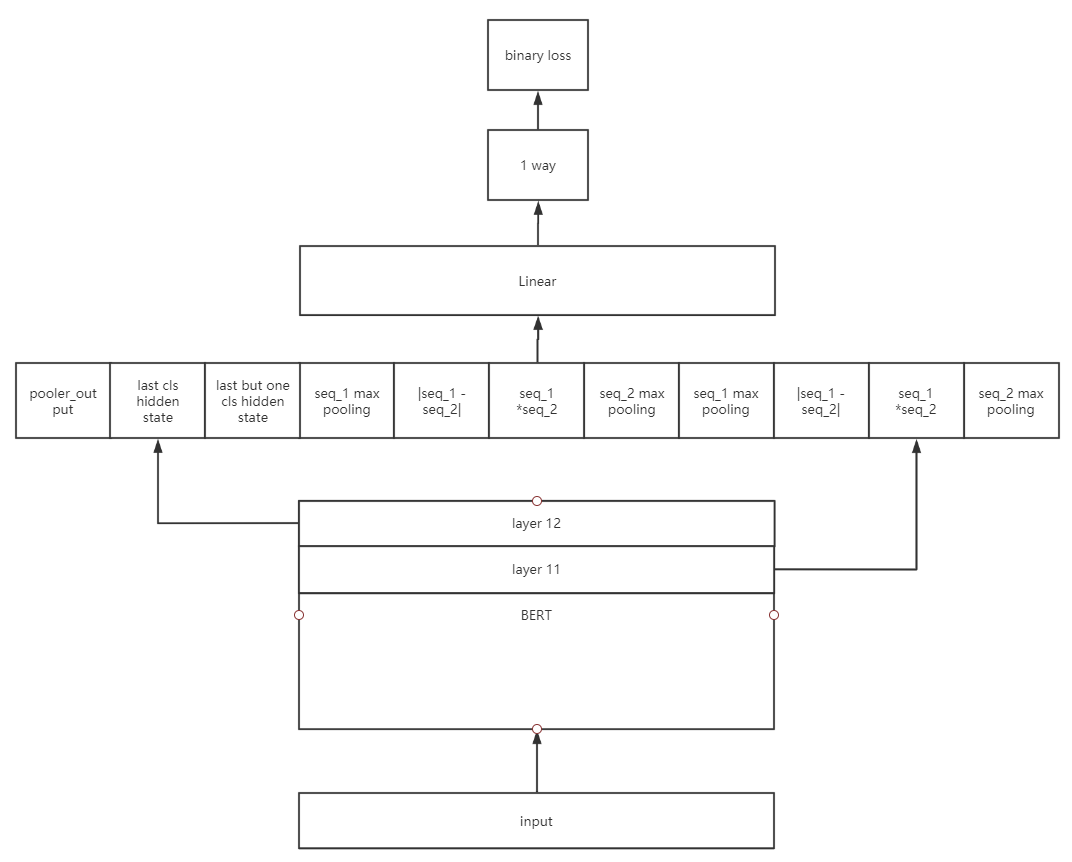 binary loss
1 way
Linear
pooler_out
put
last cls
hidden
state
last but one
cls hidden
state
seq_1 max
pooling
|seq_1 -
seq_2|
seq_1
*seq_2
seq_2 max
pooling
seq_1 max
pooling
|seq_1 -
seq_2|
seq_1
*seq_2
seq_2 max
pooling
layer 12
layer 11
BERT
input